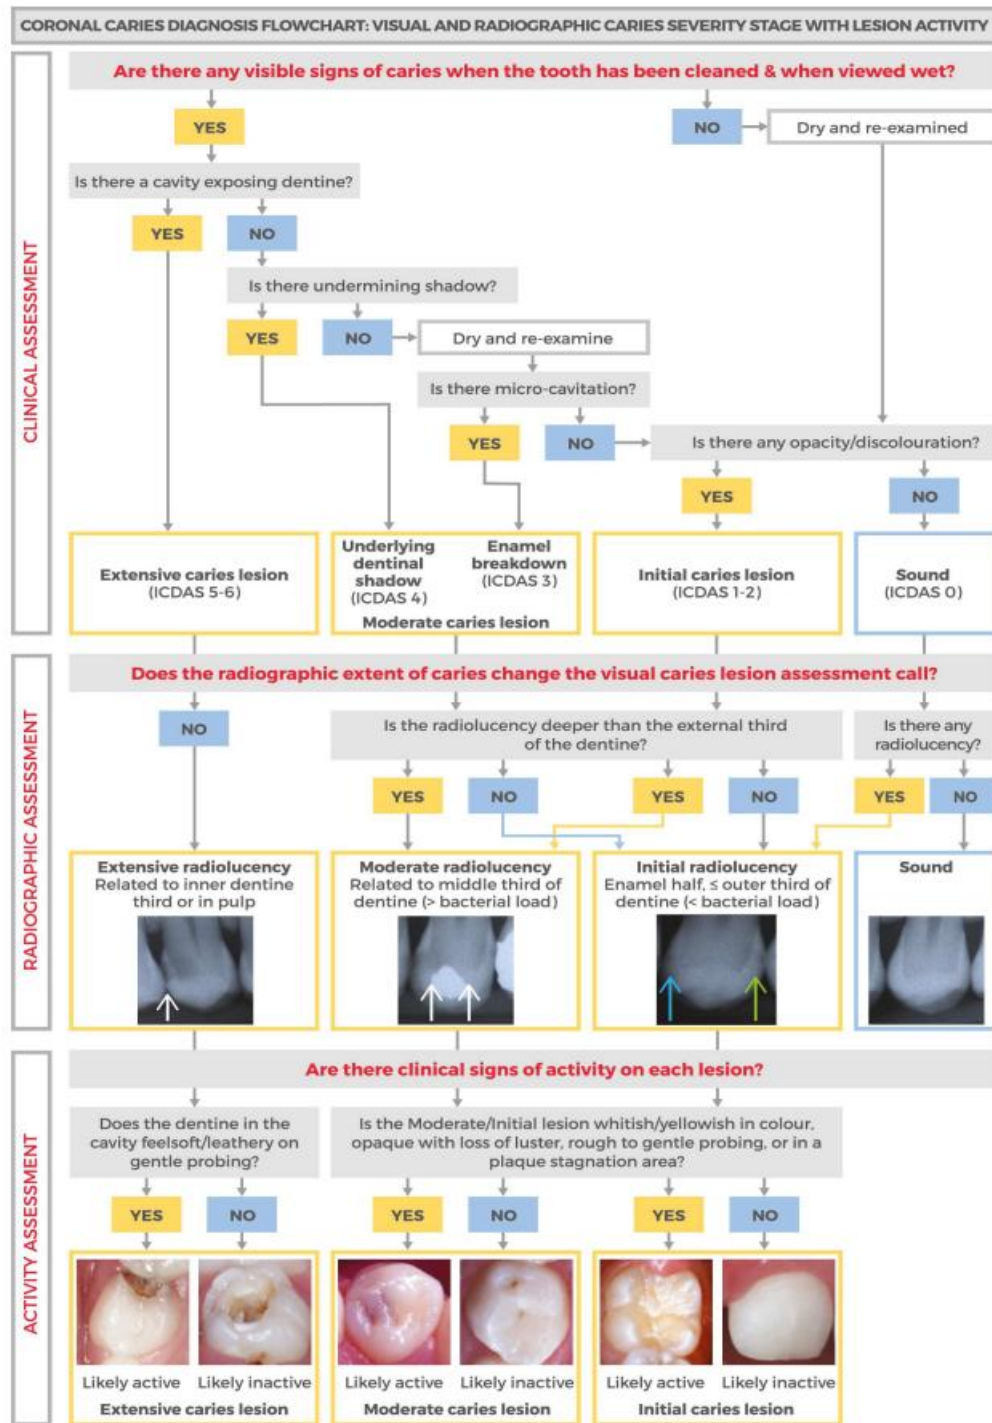 CORONAL CARIES DIAGNOSIS FLOWCHART: VISUAL AND RADIOGRAPHIC CARIES SEVERITY STAGE WITH LESION ACTIVITY
CLINICAL ASSESSMENT
Are there any visible signs of caries when the tooth has been cleaned & when viewed wet?
YES
NO
Dry and re-examined
Is there a cavity exposing dentine?
YES
NO
Is there undermining shadow?
YES
NO
Dry and re-examine
Is there micro-cavitation?
YES
NO
Is there any opacity/discolouration?
YES
NO
Extensive caries lesion
(ICDAS 5-6)
Underlying
dentinal
shadow
(ICDAS 4)
Enamel
breakdown
(ICDAS 3)
Moderate caries lesion
Initial caries lesion
(ICDAS 1-2)
Sound
(ICDAS 0)
RADIOGRAPHIC ASSESSMENT
Does the radiographic extent of caries change the visual caries lesion assessment call?
NO
Is the radiolucency deeper than the external third
of the dentine?
YES
NO
YES
NO
Is there any
radiolucency?
YES
NO
Extensive radiolucency
Related to inner dentine
third or in pulp
Moderate radiolucency
Related to middle third of
dentine (> bacterial load)
Initial radiolucency
Enamel half, ≤ outer third of
dentine (< bacterial load)
Sound
ACTIVITY ASSESSMENT
Are there clinical signs of activity on each lesion?
Does the dentine in the
cavity feelsoft/leathery on
gentle probing?
YES
NO
Is the Moderate/Initial lesion whitish/yellowish in colour,
opaque with loss of luster, rough to gentle probing, or in a
plaque stagnation area?
YES
NO
YES
NO
Likely active
Likely inactive
Extensive caries lesion
Likely active
Likely inactive
Moderate caries lesion
Likely active
Likely inactive
Initial caries lesion